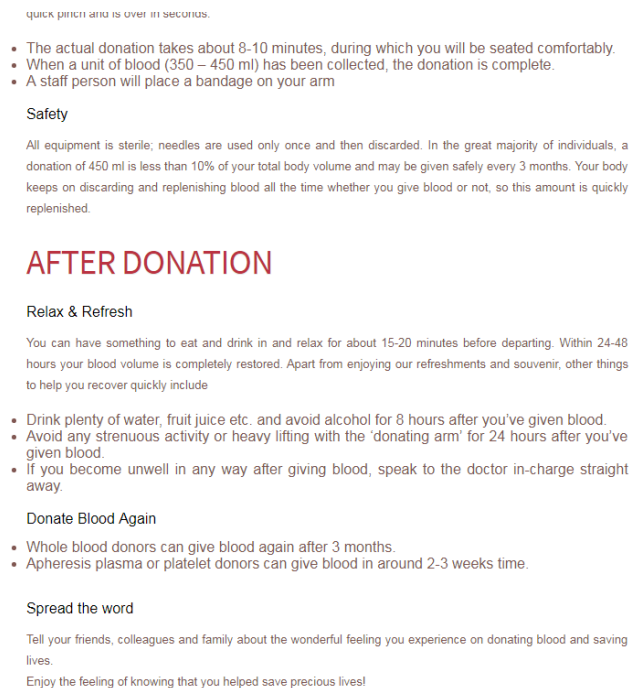 quick pinch and is over in seconds.
• The actual donation takes about 8-10 minutes, during which you will be seated comfortably.
• When a unit of blood (350 – 450 ml) has been collected, the donation is complete.
• A staff person will place a bandage on your arm
Safety
All equipment is sterile; needles are used only once and then discarded. In the great majority of individuals, a
donation of 450 ml is less than 10% of your total body volume and may be given safely every 3 months. Your body
keeps on discarding and replenishing blood all the time whether you give blood or not, so this amount is quickly
replenished.
AFTER DONATION
Relax & Refresh
You can have something to eat and drink in and relax for about 15-20 minutes before departing. Within 24-48
hours your blood volume is completely restored. Apart from enjoying our refreshments and souvenir, other things
to help you recover quickly include
• Drink plenty of water, fruit juice etc. and avoid alcohol for 8 hours after you’ve given blood.
• Avoid any strenuous activity or heavy lifting with the ‘donating arm’ for 24 hours after you’ve
given blood.
• If you become unwell in any way after giving blood, speak to the doctor in-charge straight
away.
Donate Blood Again
• Whole blood donors can give blood again after 3 months.
• Apheresis plasma or platelet donors can give blood in around 2-3 weeks time.
Spread the word
Tell your friends, colleagues and family about the wonderful feeling you experience on donating blood and saving
lives.
Enjoy the feeling of knowing that you helped save precious lives!